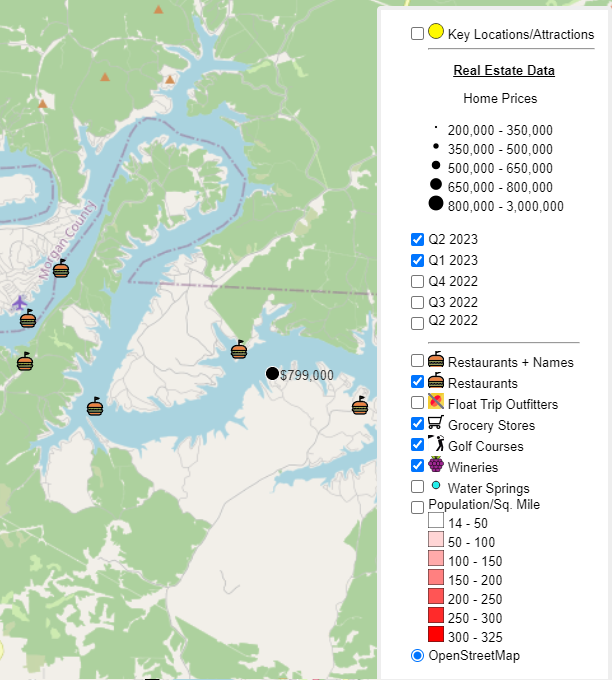 Key Locations/Attractions
Real Estate Data
Home Prices
200,000 - 350,000
350,000 - 500,000
500,000 - 650,000
650,000 - 800,000
800,000 - 3,000,000
Morgan County
Q2 2023
Q1 2023
Q4 2022
Q3 2022
Q2 2022
$799,000
Restaurants + Names
Restaurants
Float Trip Outfitters
Grocery Stores
Golf Courses
Wineries
Water Springs
Population/Sq. Mile
14 - 50
50 - 100
100 - 150
150 - 200
200 - 250
250 - 300
300 - 325
OpenStreetMap